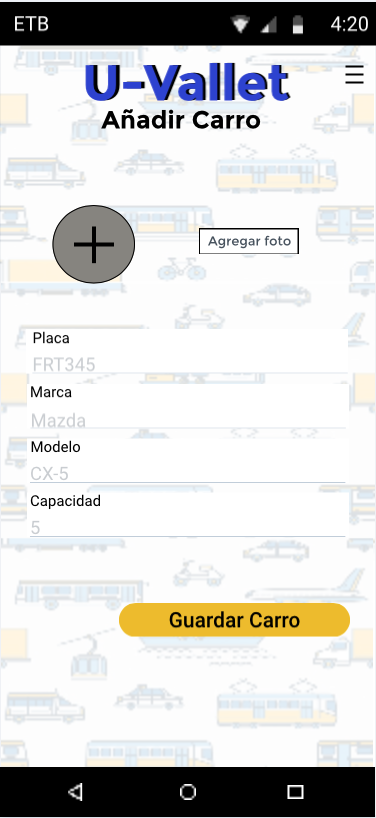 ETB
4:20
U-Vallet
Añadir Carro
Agregar foto
Placa
FRT345
Marca
Mazda
Modelo
CX-5
Capacidad
5
Guardar Carro